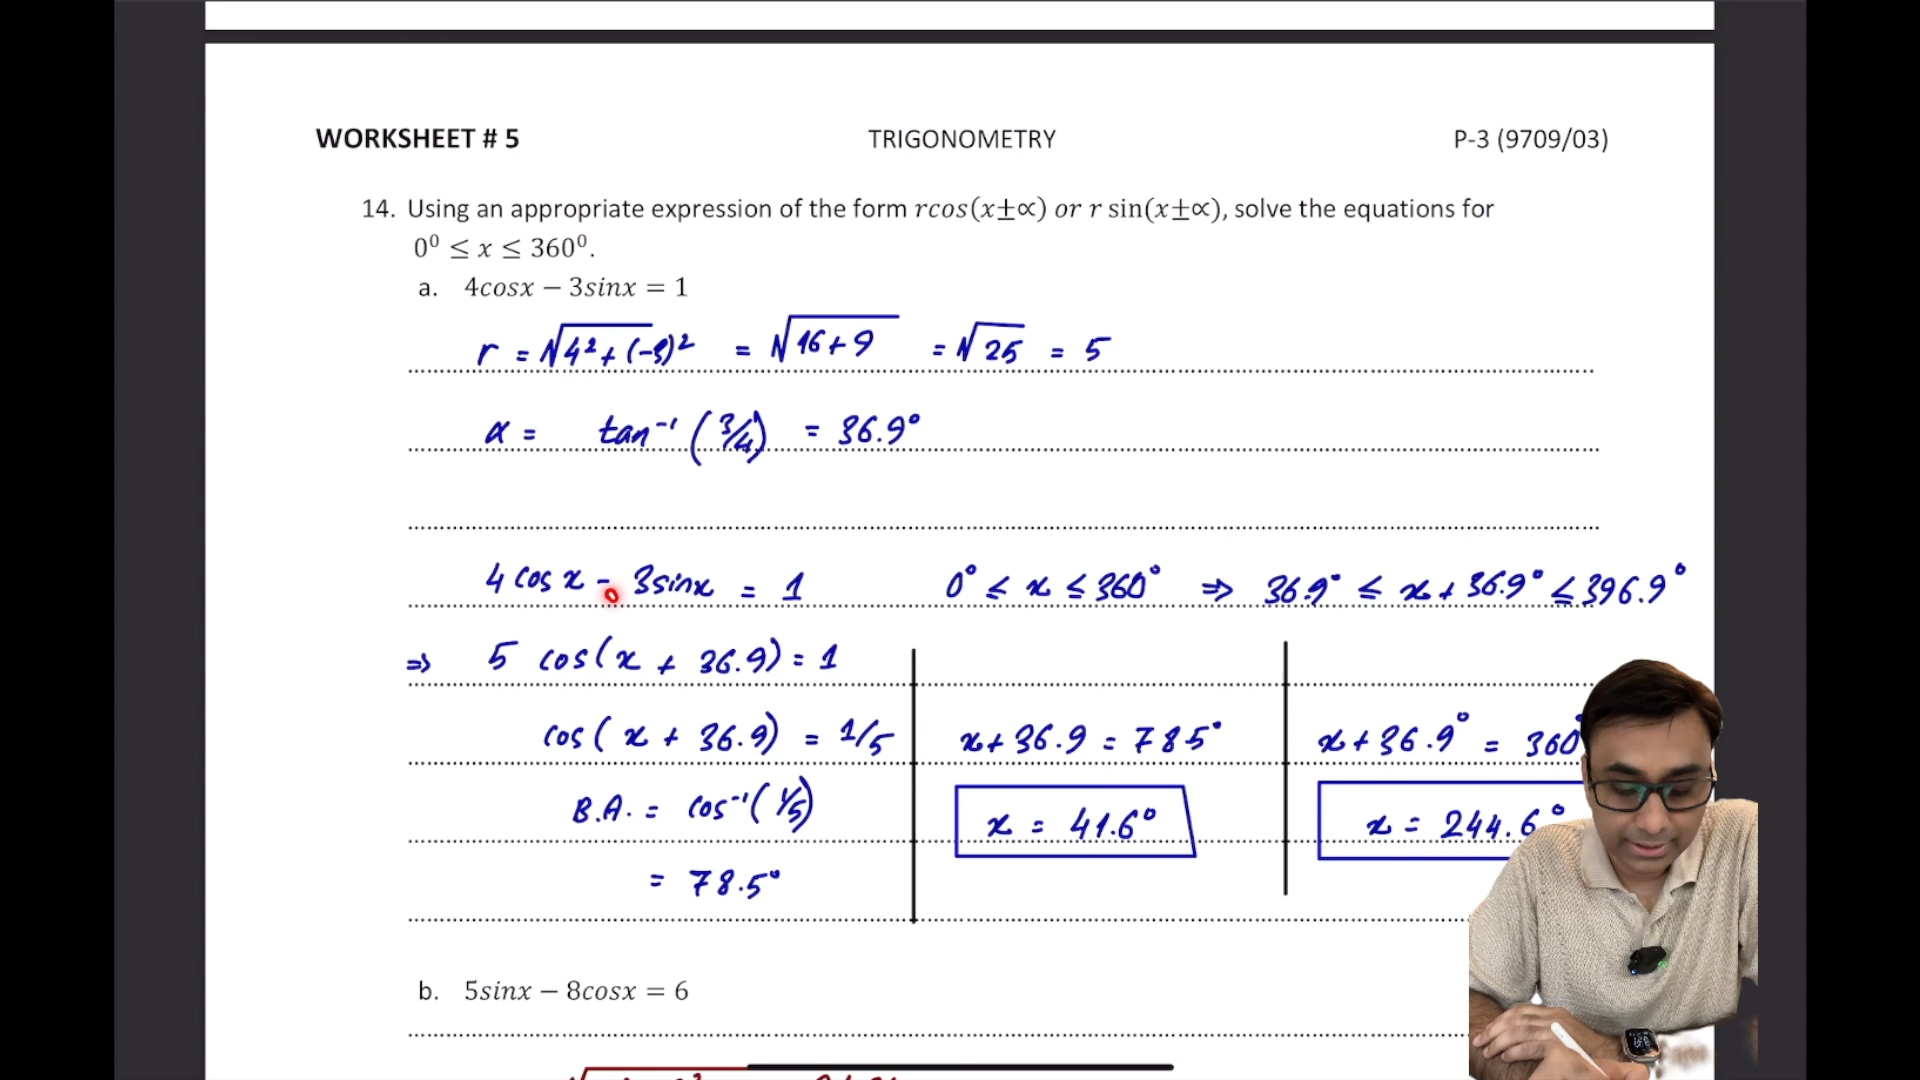 WORKSHEET # 5 TRIGONOMETRY P-3 (9709/03)
14. Using an appropriate expression of the form rcos(x±∝) or r sin(x±∝), solve the equations for
0⁰ ≤ x ≤ 360⁰.
a. 4cosx − 3sinx = 1
r = √4² + (-3)² = √16+9 = √25 = 5
α = tan⁻¹ (3/4) = 36.9°
4 cos x - 3sinx = 1 0° ≤ x ≤ 360° ⇒ 36.9° ≤ x + 36.9° ≤ 396.9°
⇒ 5 cos(x + 36.9) = 1
cos(x + 36.9) = 1/5 x + 36.9 = 78.5° x + 36.9° = 360°
B.A. = cos⁻¹(1/5) x = 41.6° x = 244.6°
= 78.5°
b. 5sinx − 8cosx = 6